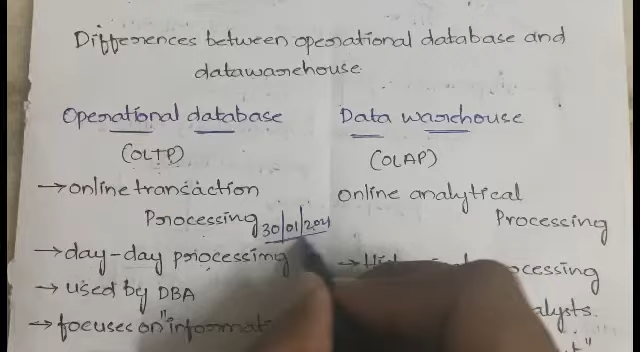 Differences between operational database and
datawarehouse
Operational database
(OLTP)
→ online transaction
Processing 30/01/2021
→ day-day processing
→ used by DBA
→ focuses on "informat
Data warehouse
(OLAP)
Online analytical
Processing
→ ocessing
alysts.